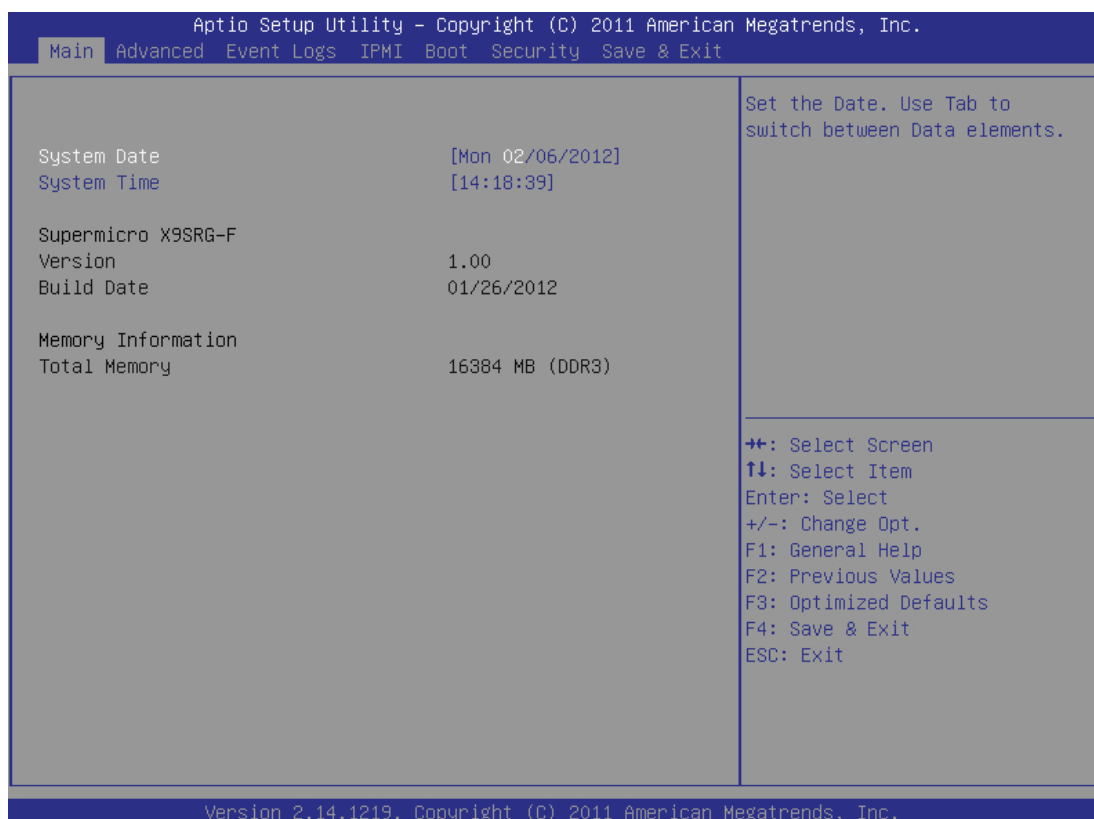 Aptio Setup Utility – Copyright (C) 2011 American Megatrends, Inc.
Main Advanced Event Logs IPMI Boot Security Save & Exit
Set the Date. Use Tab to
switch between Data elements.
System Date [Mon 02/06/2012]
System Time [14:18:39]
Supermicro X9SRG-F
Version 1.00
Build Date 01/26/2012
Memory Information
Total Memory 16384 MB (DDR3)
→←: Select Screen
↑↓: Select Item
Enter: Select
+/-: Change Opt.
F1: General Help
F2: Previous Values
F3: Optimized Defaults
F4: Save & Exit
ESC: Exit
Version 2.14.1219. Copyright (C) 2011 American Megatrends, Inc.